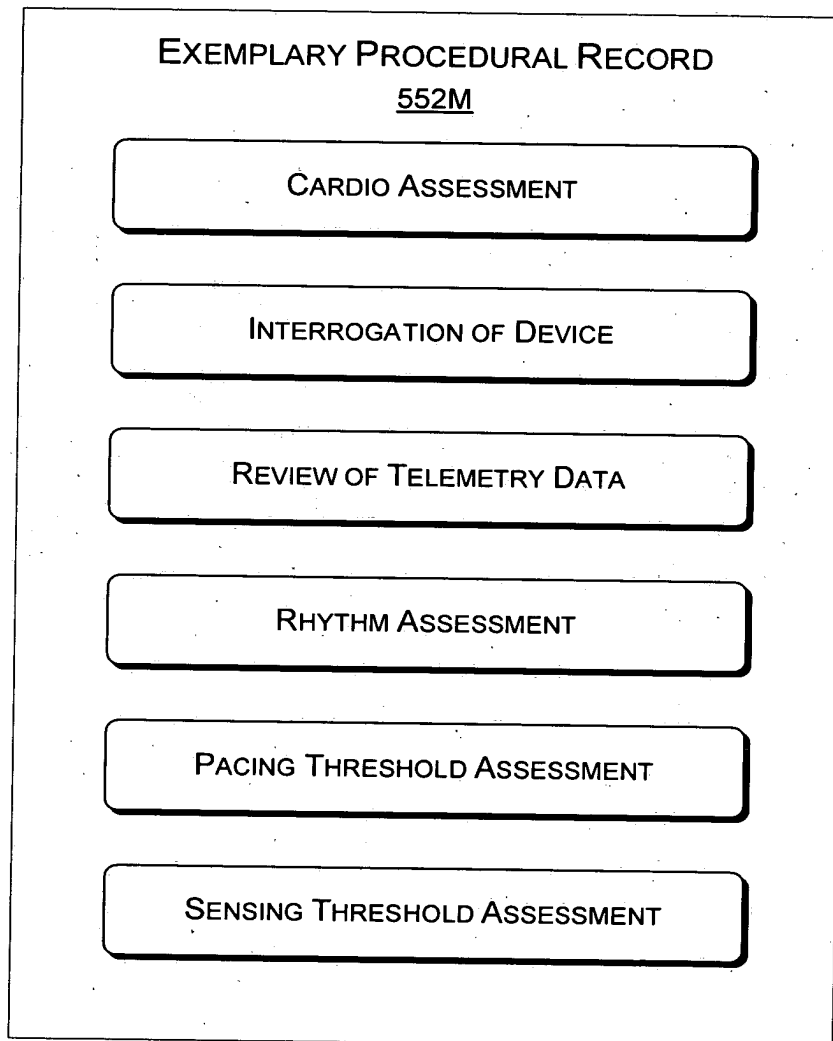 EXEMPLARY PROCEDURAL RECORD
552M
CARDIO ASSESSMENT
INTERROGATION OF DEVICE
REVIEW OF TELEMETRY DATA
RHYTHM ASSESSMENT
PACING THRESHOLD ASSESSMENT
SENSING THRESHOLD ASSESSMENT